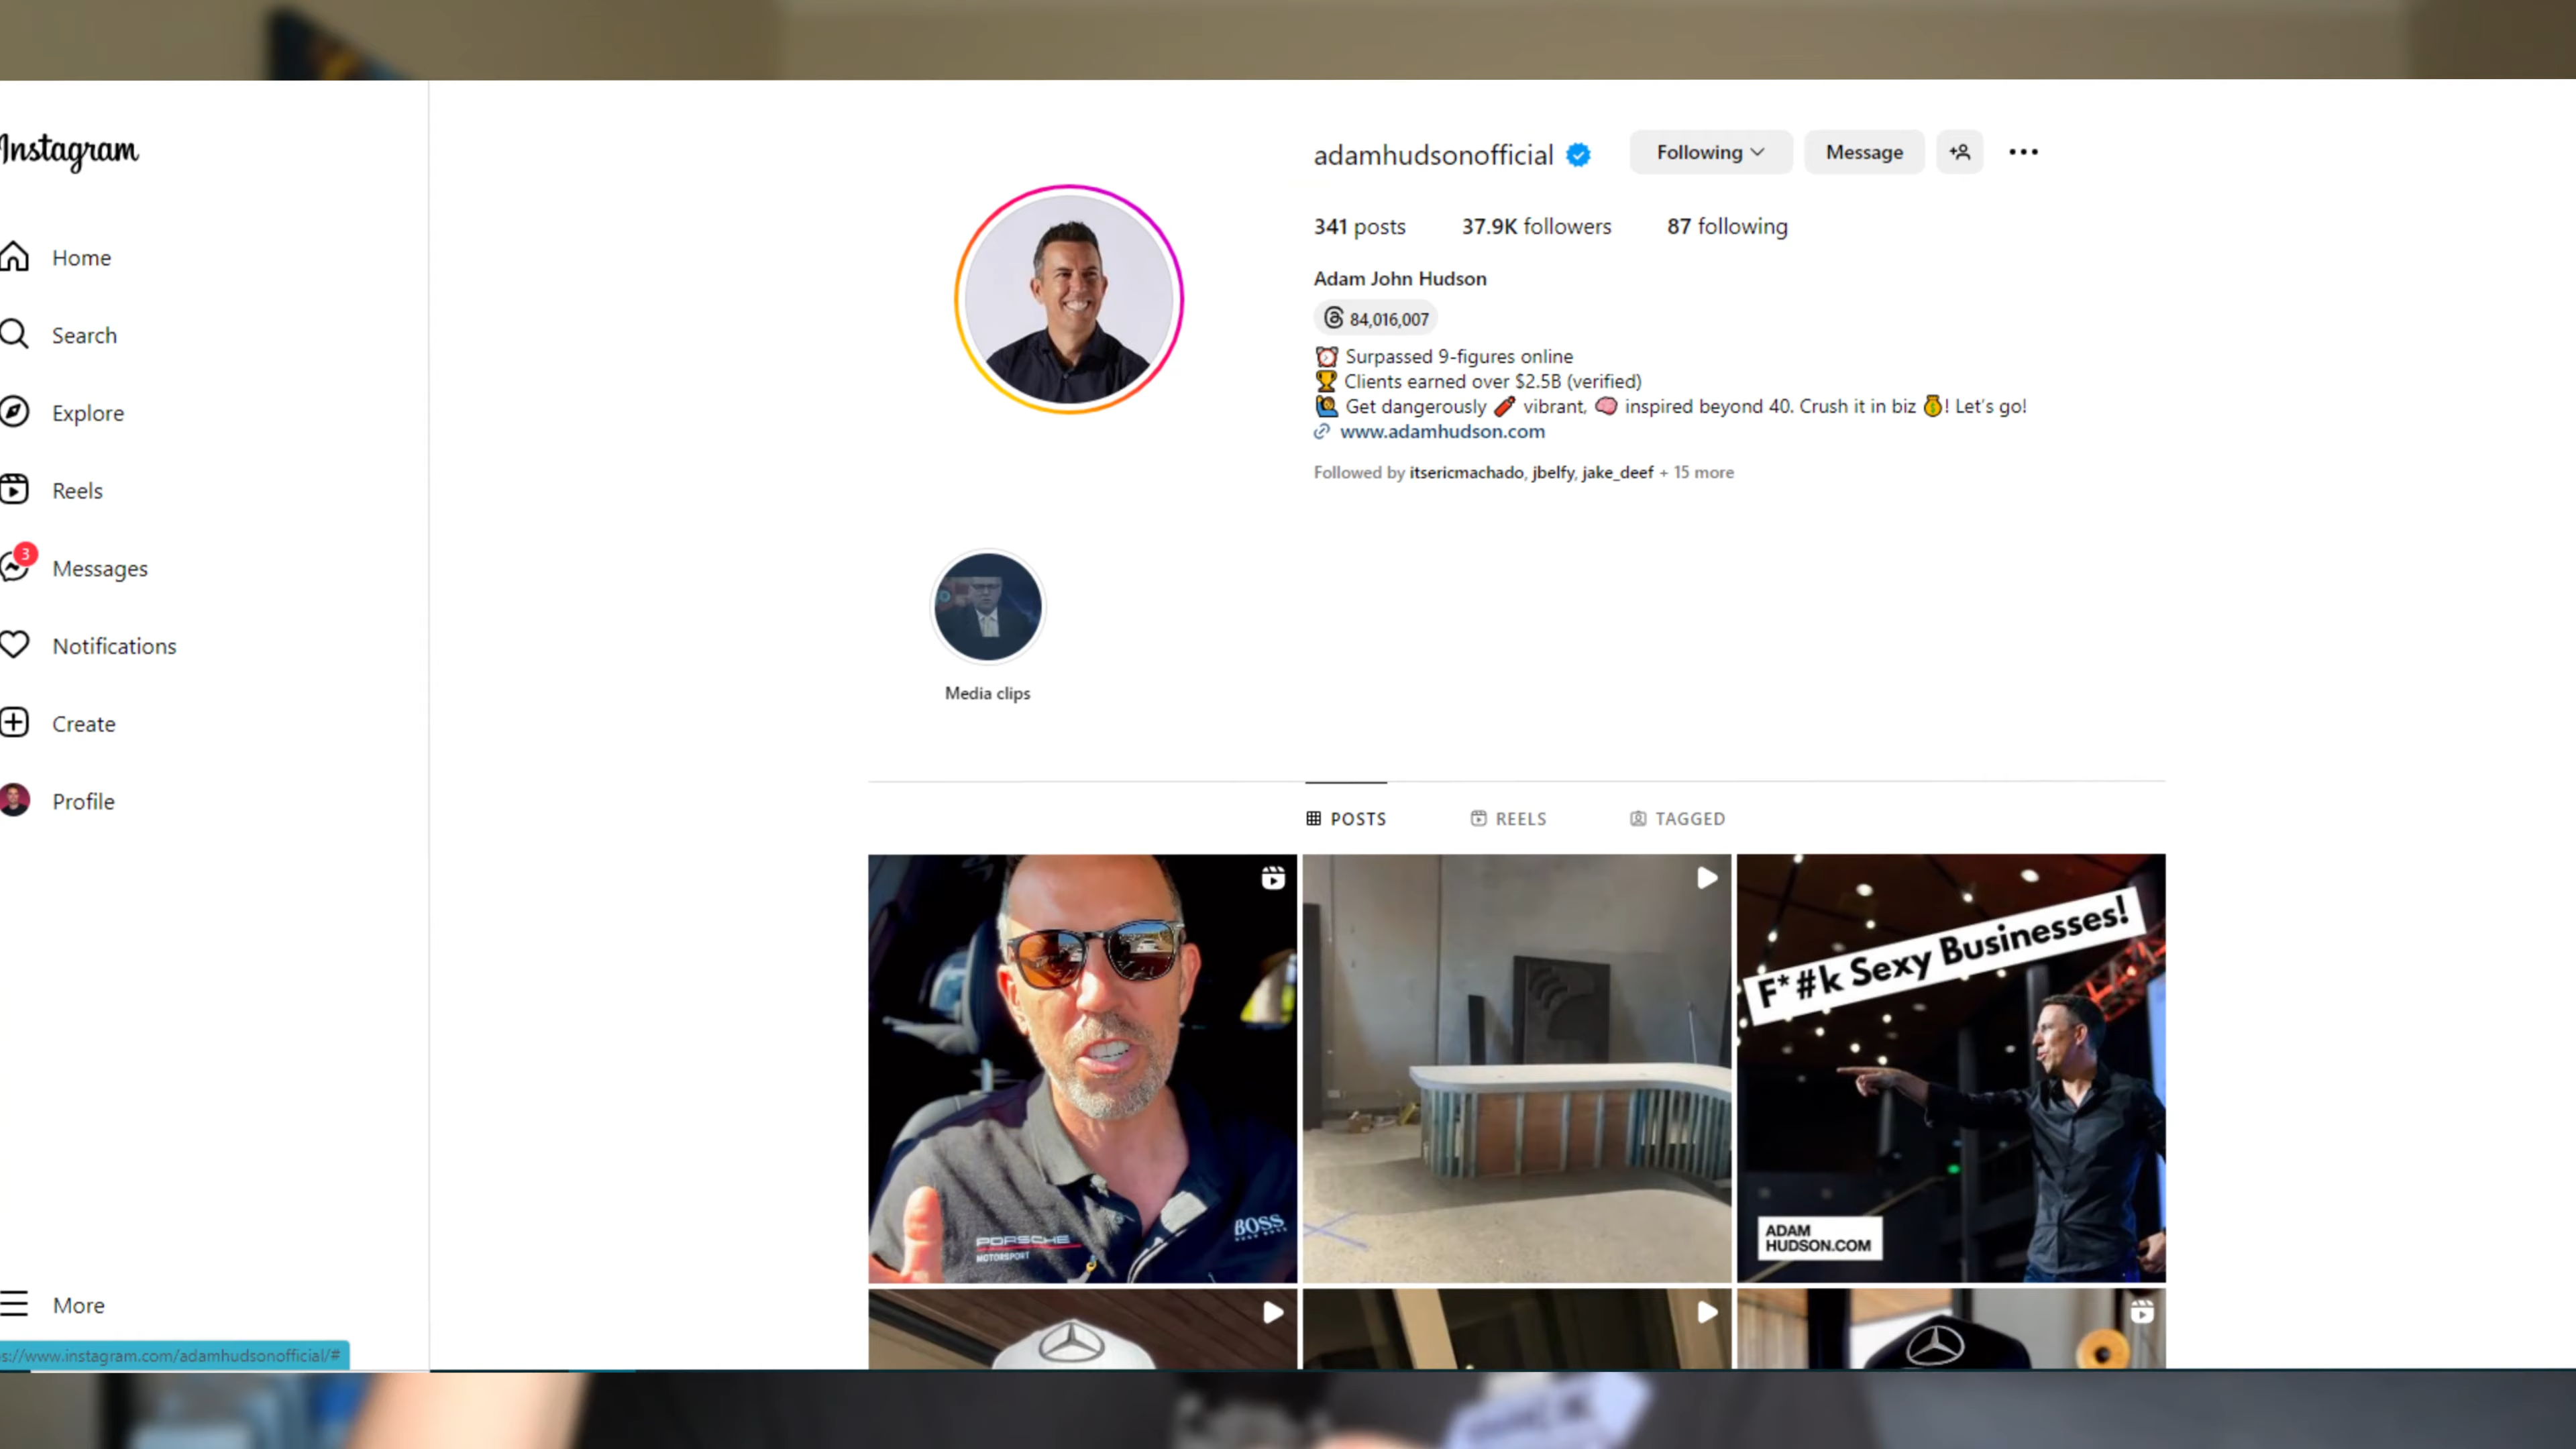 Instagram
Home
Search
Explore
Reels
3
Messages
Notifications
Create
Profile
More
s://www.instagram.com/adamhudsonofficial/#
adamhudsonofficial
Following
Message
341 posts 37.9K followers 87 following
Adam John Hudson
84,016,007
⏰ Surpassed 9-figures online
🏆 Clients earned over $2.5B (verified)
🙋 Get dangerously 🧨 vibrant, 🧠 inspired beyond 40. Crush it in biz 💰! Let's go!
www.adamhudson.com
Followed by itsericmachado, jbelfy, jake_deef + 15 more
Media clips
POSTS
REELS
TAGGED
PORSCHE
MOTORSPORT
BOSS
HUGO BOSS
F*#k Sexy Businesses!
ADAM
HUDSON.COM